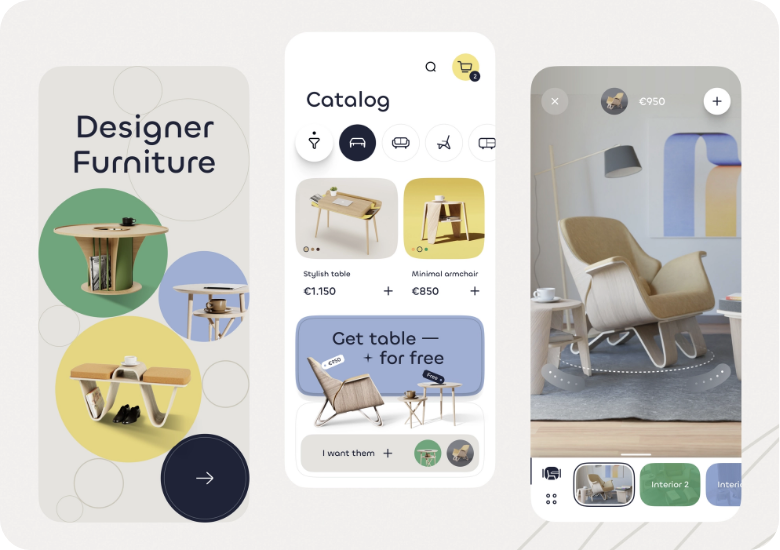 Designer
Furniture
2
Catalog
Stylish table
€1.150
Minimal armchair
€850
Get table —
+ for free
€950
Free
I want them
€950
Interior 2
Interi